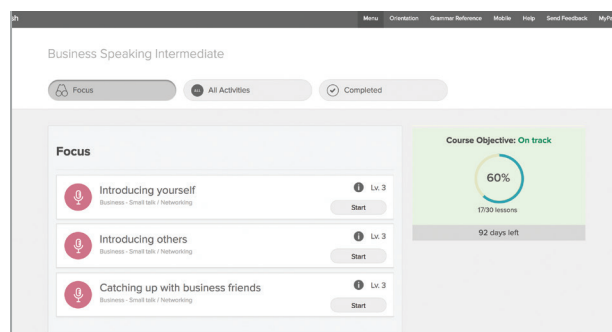 sh
Menu Orientation Grammar Reference Mobile Help Send Feedback
Business Speaking Intermediate
Focus
ALL All Activities
Completed
Focus
Introducing yourself
Business - Small talk / Networking
Lv. 3
Start
Introducing others
Business - Small talk / Networking
Lv. 3
Start
Catching up with business friends
Business - Small talk / Networking
Lv. 3
Start
Course Objective: On track
60%
17/30 lessons
92 days left